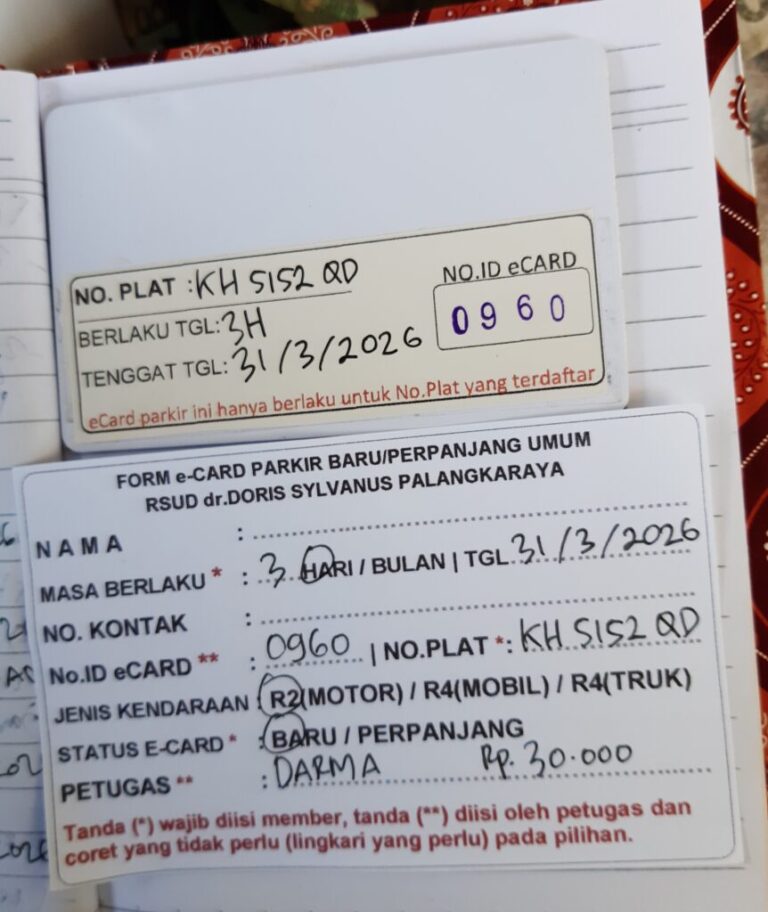 NO. PLAT : KH 5152 QD
NO.ID eCARD
0960
BERLAKU TGL: 3H
TENGGAT TGL: 31/3/2026
eCard parkir ini hanya berlaku untuk No.Plat yang terdaftar
FORM e-CARD PARKIR BARU/PERPANJANG UMUM
RSUD dr.DORIS SYLVANUS PALANGKARAYA
NAMA :
MASA BERLAKU * : 3 HARI / BULAN | TGL 31/3/2026
NO. KONTAK :
No.ID eCARD ** : 0960 | NO.PLAT *: KH 5152 QD
JENIS KENDARAAN : R2(MOTOR) / R4(MOBIL) / R4(TRUK)
STATUS E-CARD * : BARU / PERPANJANG
PETUGAS ** : DARMA Rp. 30.000
Tanda (*) wajib diisi member, tanda (**) diisi oleh petugas dan
coret yang tidak perlu (lingkari yang perlu) pada pilihan.